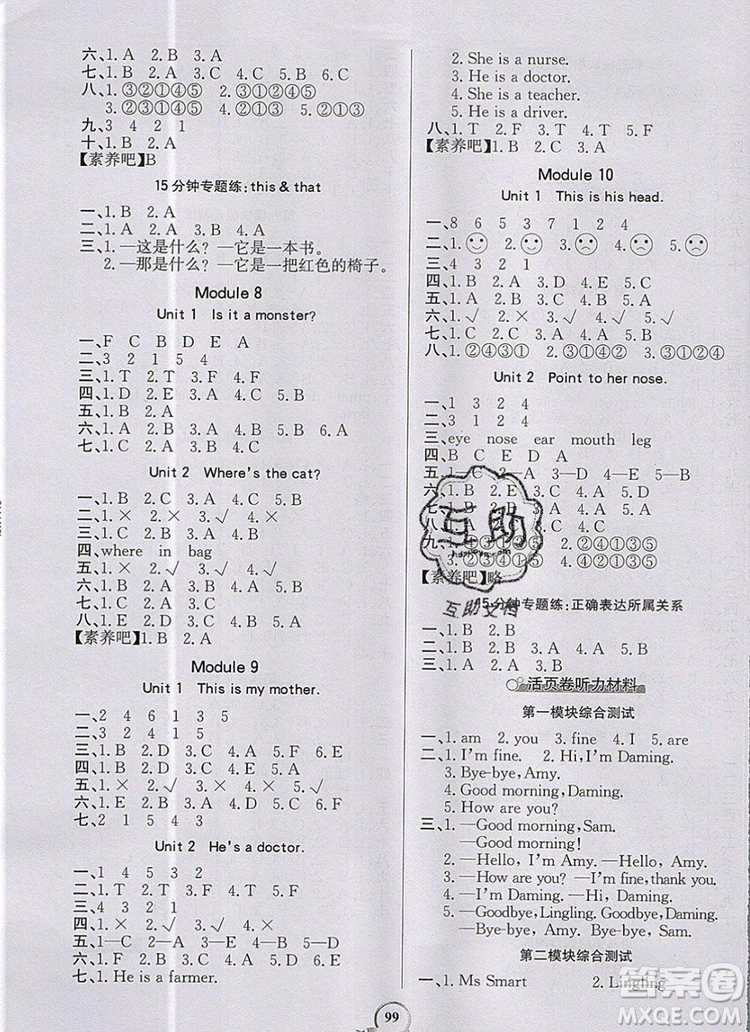 六、1. B 2. B 3. A
七、1. B 2. A 3. A 4. A 5. B
八、1. ③②①④⑤ 2. ③①④②⑤
3. ②③①④⑤ 4. ②③①⑤ 5. ②①③
九、3 4 2 1
十、1. A 2. B 3. B
【素养吧】B
15分钟专题练:this & that
一、1. B 2. A
二、1. A 2. A 3. A 4. A
三、1. —这是什么? —它是一本书。
2. —那是什么? —它是一把红色的椅子。
Module 8
Unit 1 Is it a monster?
一、F C B D E A
二、3 2 1 5 4
三、1. T 2. T 3. F 4. F 5. F
四、1. D 2. A 3. C 4. B 5. E
五、1. B 2. B 3. A
六、1. B 2. B 3. A 4. A 5. B
七、1. C 2. A 3. D 4. B
Unit 2 Where's the cat?
一、1. B 2. A 3. B 4. A 5. B
二、1. × 2. × 3. √ 4. ×
三、1. B 2. A 3. B 4. A 5. B
四、where in bag
五、1. × 2. × 3. √ 4. √ 5. ×
六、1. B 2. B 3. A 4. B 5. A
七、1. B 2. A 3. B 4. A
八、1. B 2. B 3. A 4. A 5. B
【素养吧】1. B 2. A
Module 9
Unit 1 This is my mother.
一、2 4 3 1 6 5
二、1. C 2. D 3. C 4. A 5. D
三、1. B 2. D 3. C 4. A 5. E
四、1. B 2. B 3. A 4. B 5. B
五、1. × 2. √ 3. √ 4. × 5. √
六、1. E 2. B 3. D 4. A 5. C
七、1. B 2. B 3. A 4. A
八、2 1 5 4 3
Unit 2 He's a doctor.
一、1 4 5 3 2
二、1. T 2. T 3. F 4. T 5. F
三、4 3 2 1
四、1. × 2. × 3. √ 4. ×
五、1—C 2—D 3—A 4—B
六、1. F 2. D 3. A 4. B 5. E 6. C
七、1. He is a farmer.
2. She is a nurse.
3. He is a doctor.
4. She is a teacher.
5. He is a driver.
八、1. T 2. F 3. T 4. F 5. F
【素养吧】1. B 2. A 3. B 4. A
Module 10
Unit 1 This is his head.
一、8 6 5 3 7 1 2 4
二、1. 2. 3. 4. 5.
三、4 3 2 1
四、1. B 2. D 3. A 4. E 5. C
五、1. A 2. B 3. A 4. B 5. A
六、1. √ 2. × 3. √ 4. √ 5. √
七、1. C 2. D 3. B 4. E 5. A
八、1. ②④③① 2. ④③①② 3. ③①②④
Unit 2 Point to her nose.
一、1 3 2 4
二、3 1 2 4
三、eye nose ear mouth leg
四、B C E D A
五、1—C 2—A 3—D 4—E 5—B
【素养吧】略
15分钟专题练:正确表达所属关系
一、1. B 2. B
二、1. B 2. A 3. B 4. B
三、1. A 2. A 3. C 4. A
活页卷听力材料
第一模块综合测试
一、1. am 2. you 3. fine 4. I 5. are
二、1. I'm fine. 2. Hi, I'm Daming.
3. Bye-bye, Amy.
4. Good morning, Daming.
5. How are you?
三、1. —Good morning, Sam.
—Good morning!
2. —Hello, I'm Amy. —Hello, Amy.
3. —How are you? —I'm fine, thank you.
4. —I'm Daming. —Hi, Daming.
5. —Goodbye, Lingling. Goodbye, Daming.
—Goodbye, Amy.
第二模块综合测试
一、1. Ms Smart 2. Lingling
99
互助
互助文档
答案圈
MXQE.COM